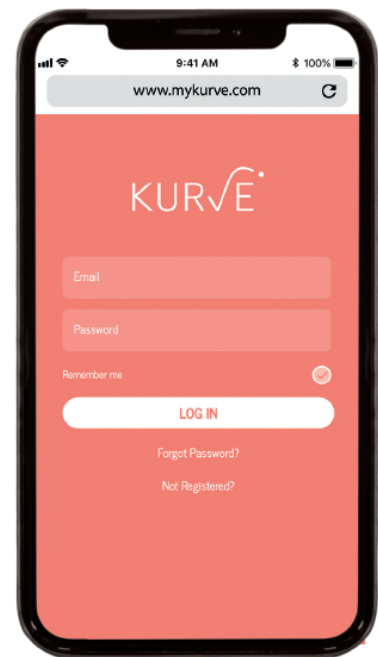 9:41 AM
100%
www.mykurve.com
KURVE
Email
Password
Remember me
LOG IN
Forgot Password?
Not Registered?